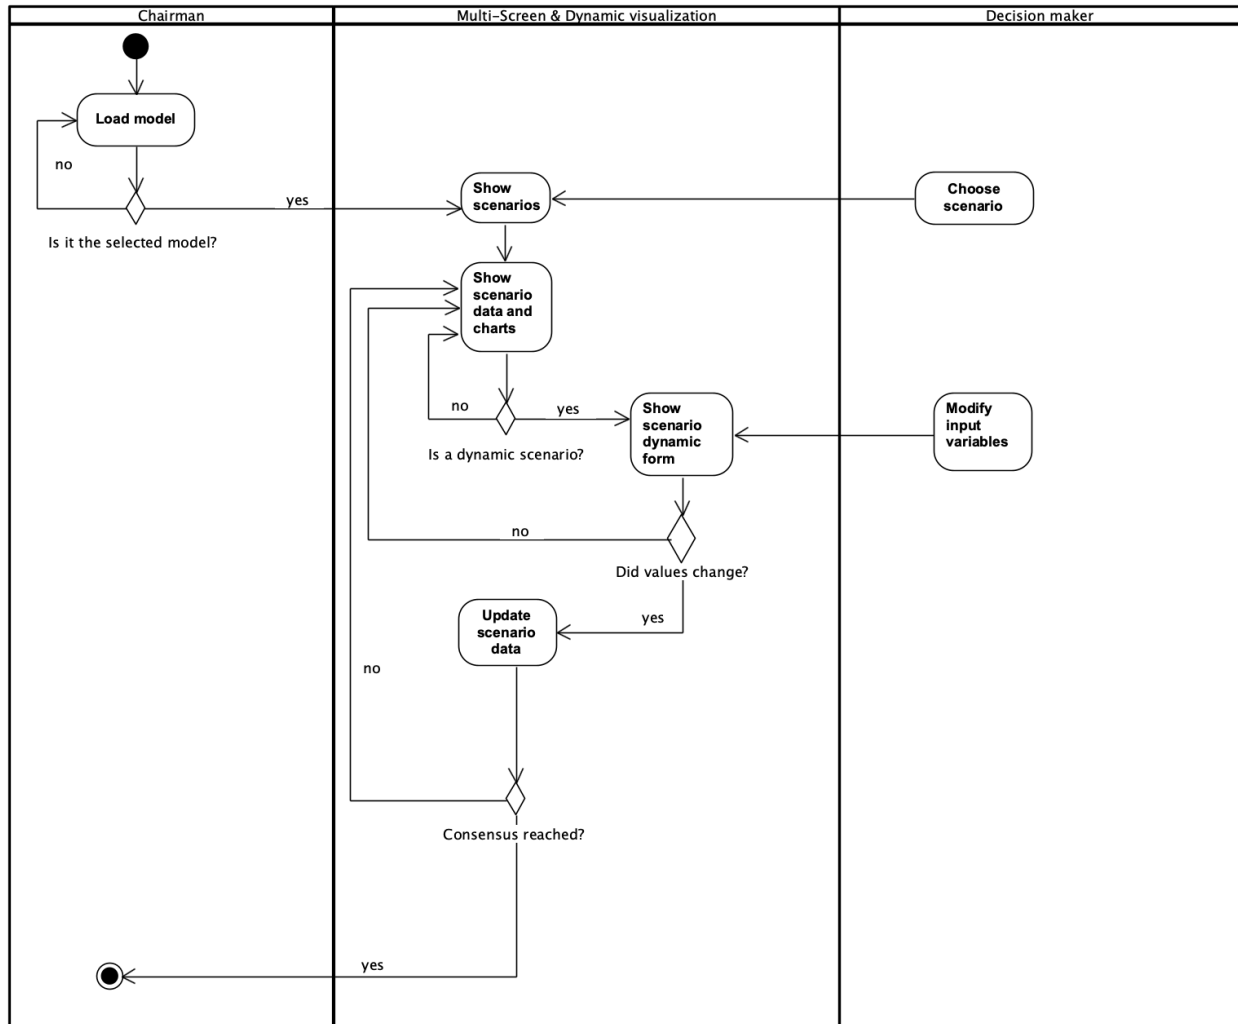 Chairman
Multi-Screen & Dynamic visualization
Decision maker
Load model
no
yes
Is it the selected model?
Show
scenarios
Choose
scenario
Show
scenario
data and
charts
no
yes
Is a dynamic scenario?
Show
scenario
dynamic
form
Modify
input
variables
no
Did values change?
yes
Update
scenario
data
no
Consensus reached?
yes